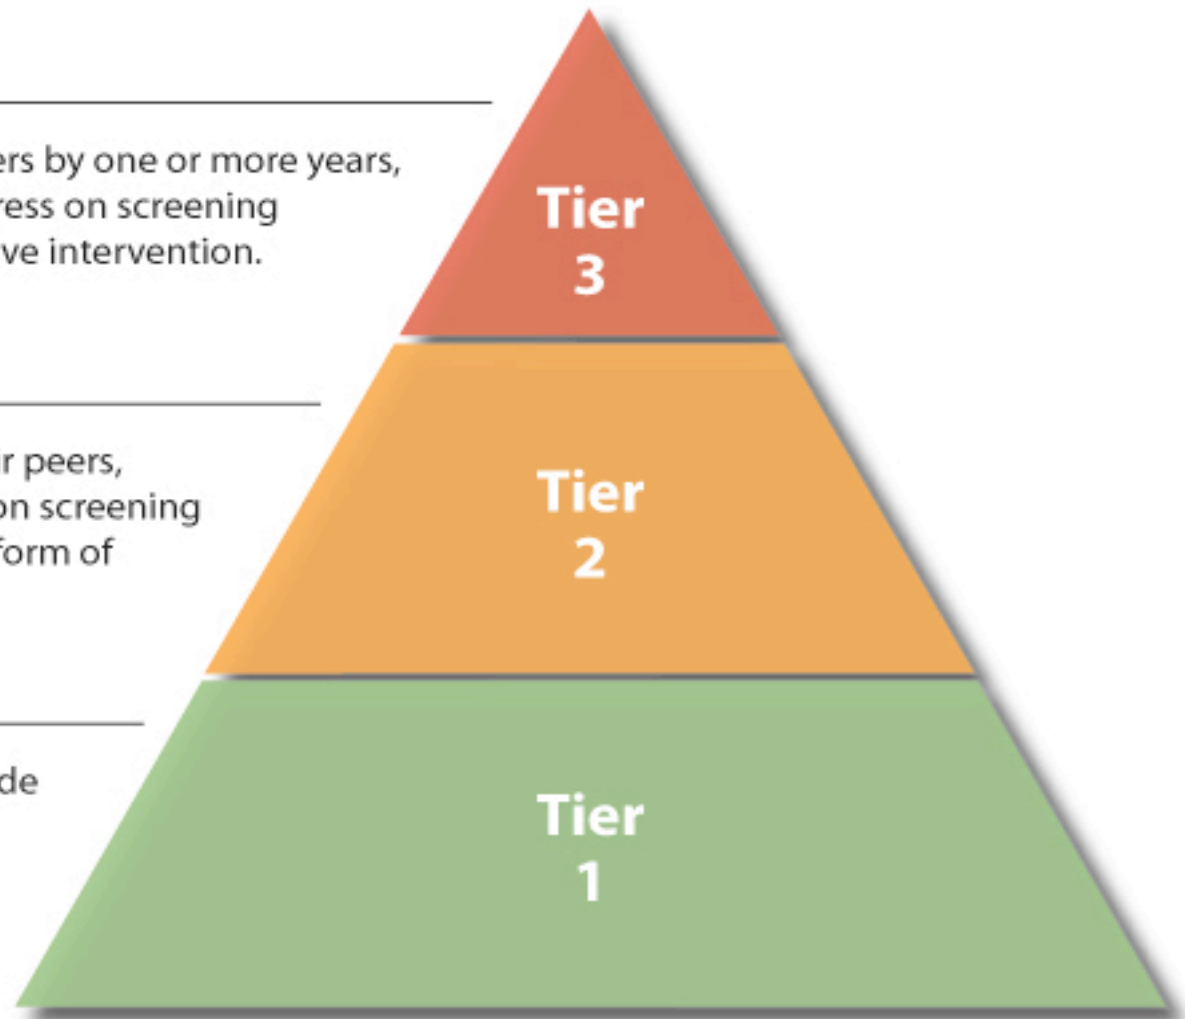 ers by one or more years,
ress on screening
ve intervention.
Tier
3
r peers,
on screening
form of
Tier
2
de
Tier
1